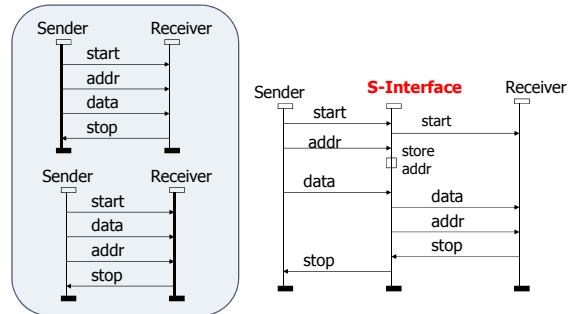 Sender Receiver
start
addr
data
stop
Sender Receiver
start
data
addr
stop
Sender S-Interface Receiver
start
start
addr
store
addr
data
data
addr
stop
stop